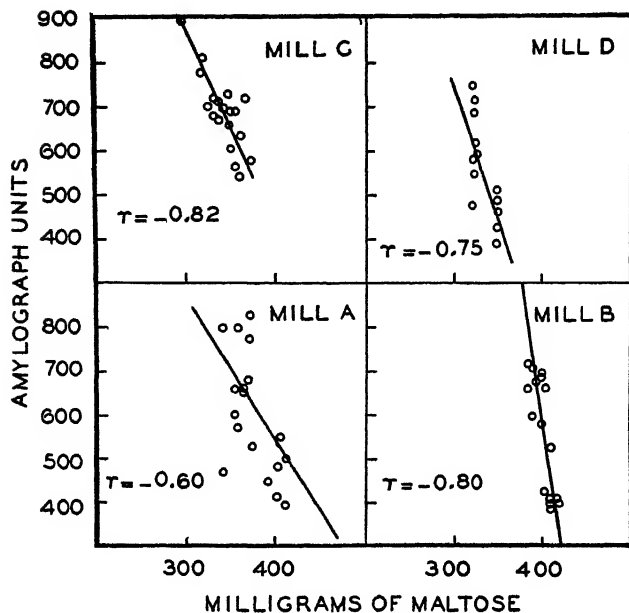 900
800
700
600
500
400
MILL C
r=-0.82
MILL D
r=-0.75
800
700
600
500
400
MILL A
r=-0.60
MILL B
r=-0.80
AMYLOGRAPH UNITS
300 400 300 400
MILLIGRAMS OF MALTOSE